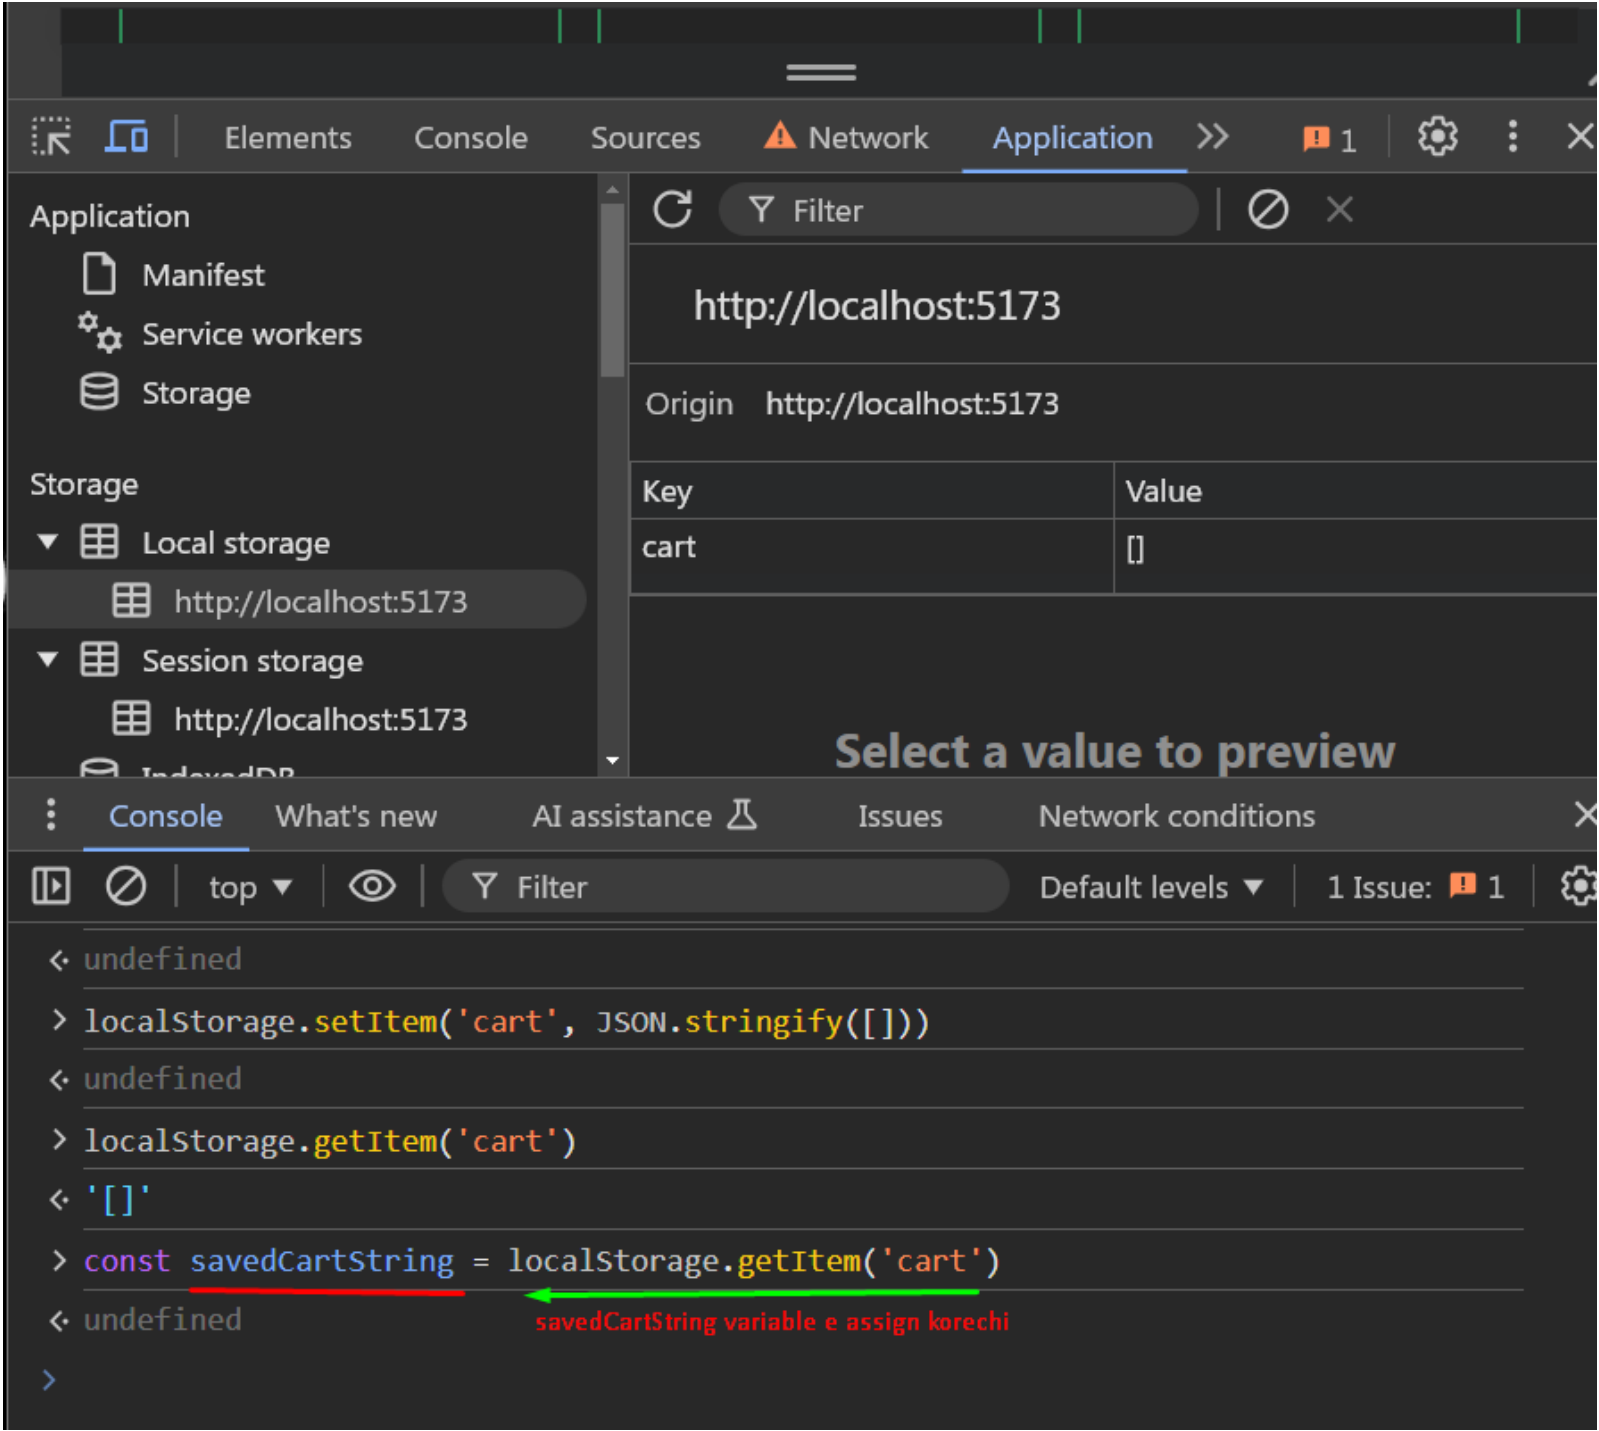 Elements Console Sources Network Application 1
Application
Manifest
Service workers
Storage
Storage
Local storage
http://localhost:5173
Session storage
http://localhost:5173
IndexedDB
Filter
http://localhost:5173
Origin http://localhost:5173
Key Value
cart []
Select a value to preview
Console What's new AI assistance Issues Network conditions
top Filter Default levels 1 Issue: 1
undefined
localStorage.setItem('cart', JSON.stringify([]))
undefined
localStorage.getItem('cart')
'[]'
const savedCartString = localStorage.getItem('cart')
undefined
savedCartString variable e assign korechi